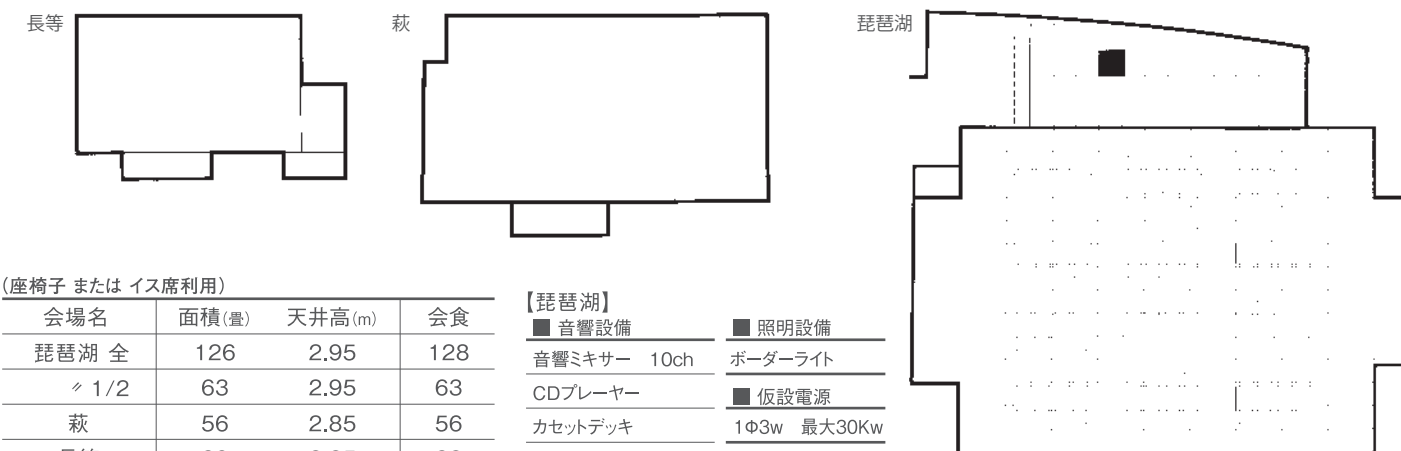 長等
萩
琵琶湖
(座椅子 または イス席利用)
会場名 面積(畳) 天井高(m) 会食
琵琶湖 全 126 2.95 128
〃 1/2 63 2.95 63
萩 56 2.85 56
【琵琶湖】
■ 音響設備
音響ミキサー 10ch
CDプレーヤー
カセットデッキ
■ 照明設備
ボーダーライト
■ 仮設電源
1Φ3w 最大30Kw